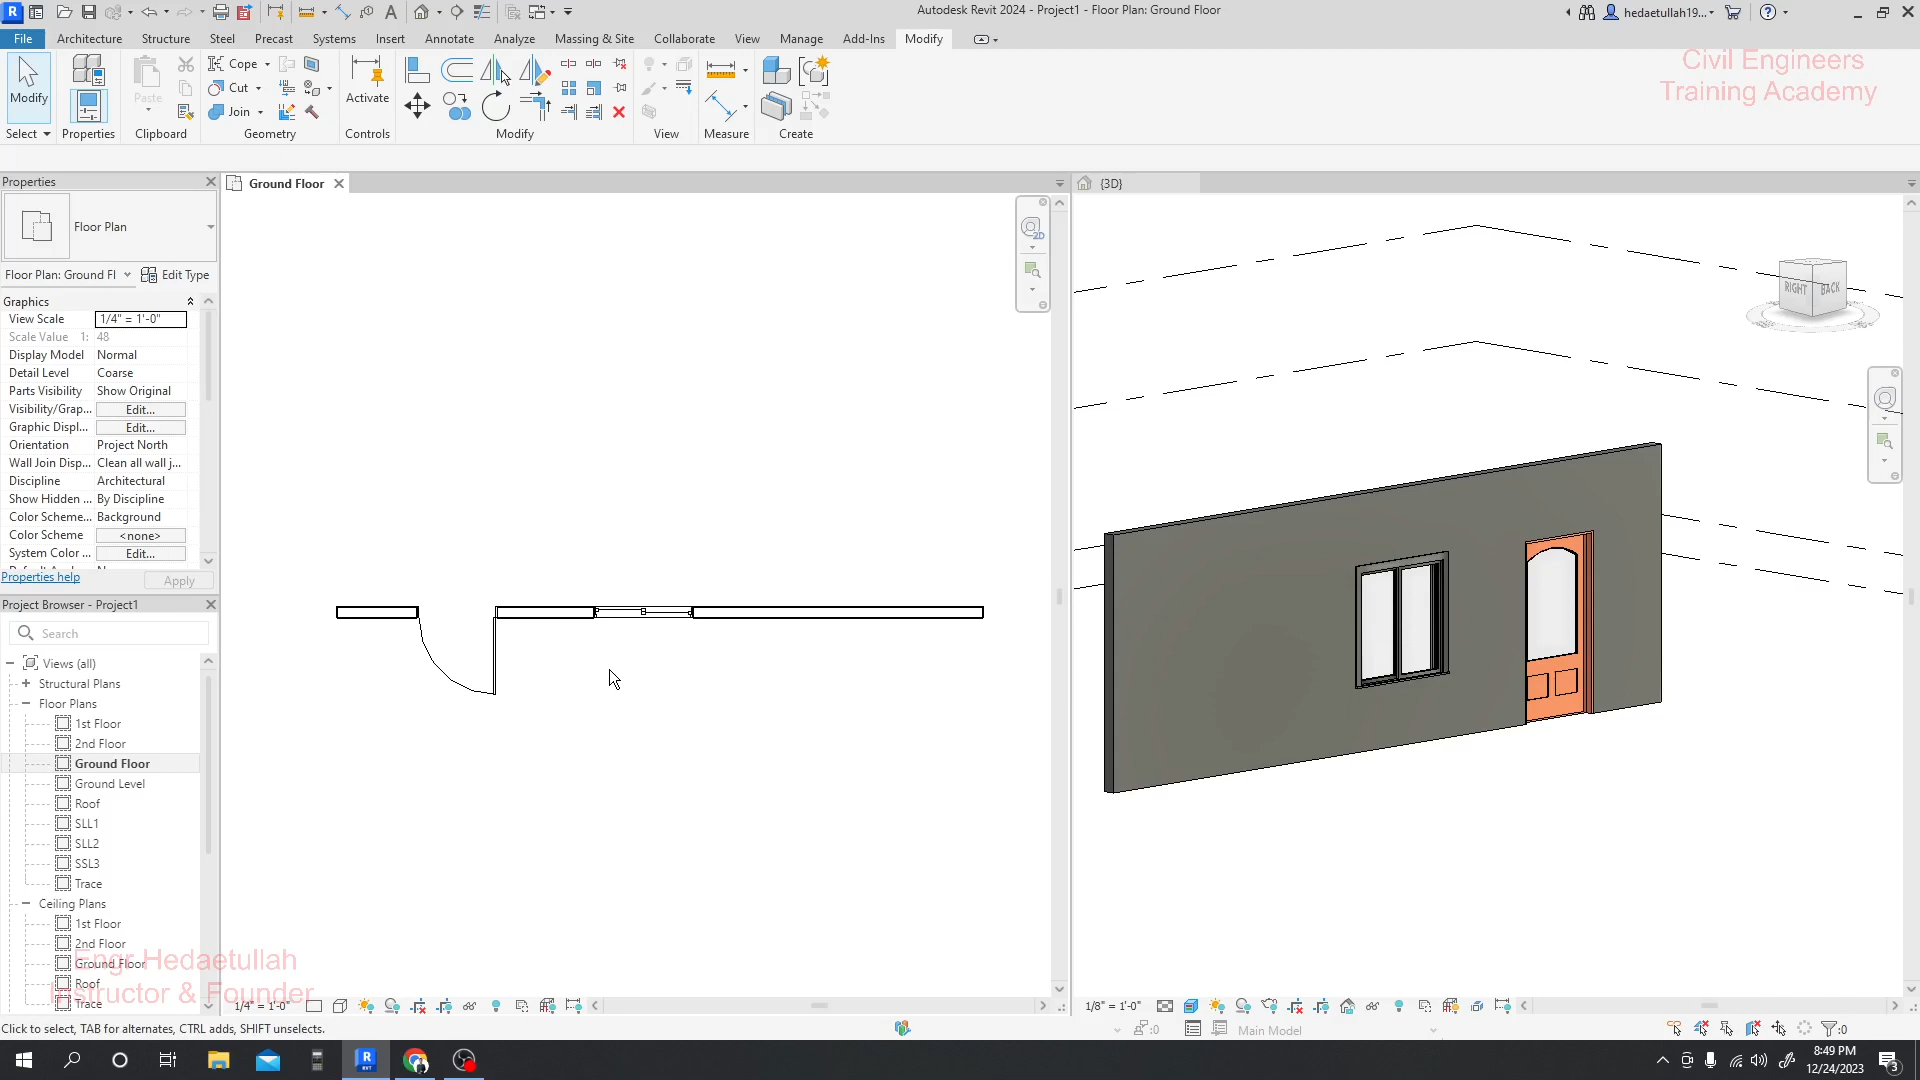 Autodesk Revit 2024 - Project1 - Floor Plan: Ground Floor
hedaetullah19...
File Architecture Structure Steel Precast Systems Insert Annotate Analyze Massing & Site Collaborate View Manage Add-Ins Modify
Civil Engineers
Training Academy
Modify
Paste
Cope
Cut
Join
Activate
Select Properties Clipboard Geometry Controls Modify View Measure Create
Properties
Floor Plan
Floor Plan: Ground Fl
Edit Type
Graphics
View Scale 1/4" = 1'-0"
Scale Value 1: 48
Display Model Normal
Detail Level Coarse
Parts Visibility Show Original
Visibility/Grap... Edit...
Graphic Displ... Edit...
Orientation Project North
Wall Join Disp... Clean all wall j...
Discipline Architectural
Show Hidden ... By Discipline
Color Scheme... Background
Color Scheme <none>
System Color ... Edit...
Properties help Apply
Project Browser - Project1
Search
Views (all)
Structural Plans
Floor Plans
1st Floor
2nd Floor
Ground Floor
Ground Level
Roof
SLL1
SLL2
SSL3
Trace
Ceiling Plans
1st Floor
2nd Floor
Ground Floor
Roof
Trace
Engr.Hedaetullah
Instructor & Founder
Ground Floor
2D
1/4" = 1'-0"
{3D}
RIGHT BACK
1/8" = 1'-0"
Click to select, TAB for alternates, CTRL adds, SHIFT unselects.
:0
Main Model
:0
8:49 PM
12/24/2023
3